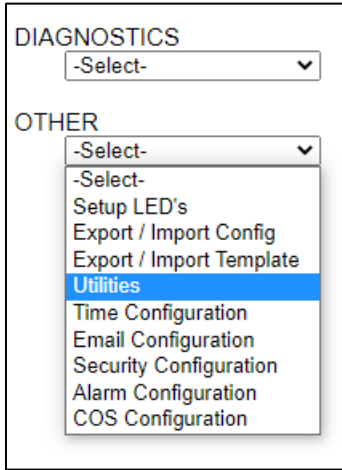 DIAGNOSTICS
-Select-
OTHER
-Select-
-Select-
Setup LED's
Export / Import Config
Export / Import Template
Utilities
Time Configuration
Email Configuration
Security Configuration
Alarm Configuration
COS Configuration